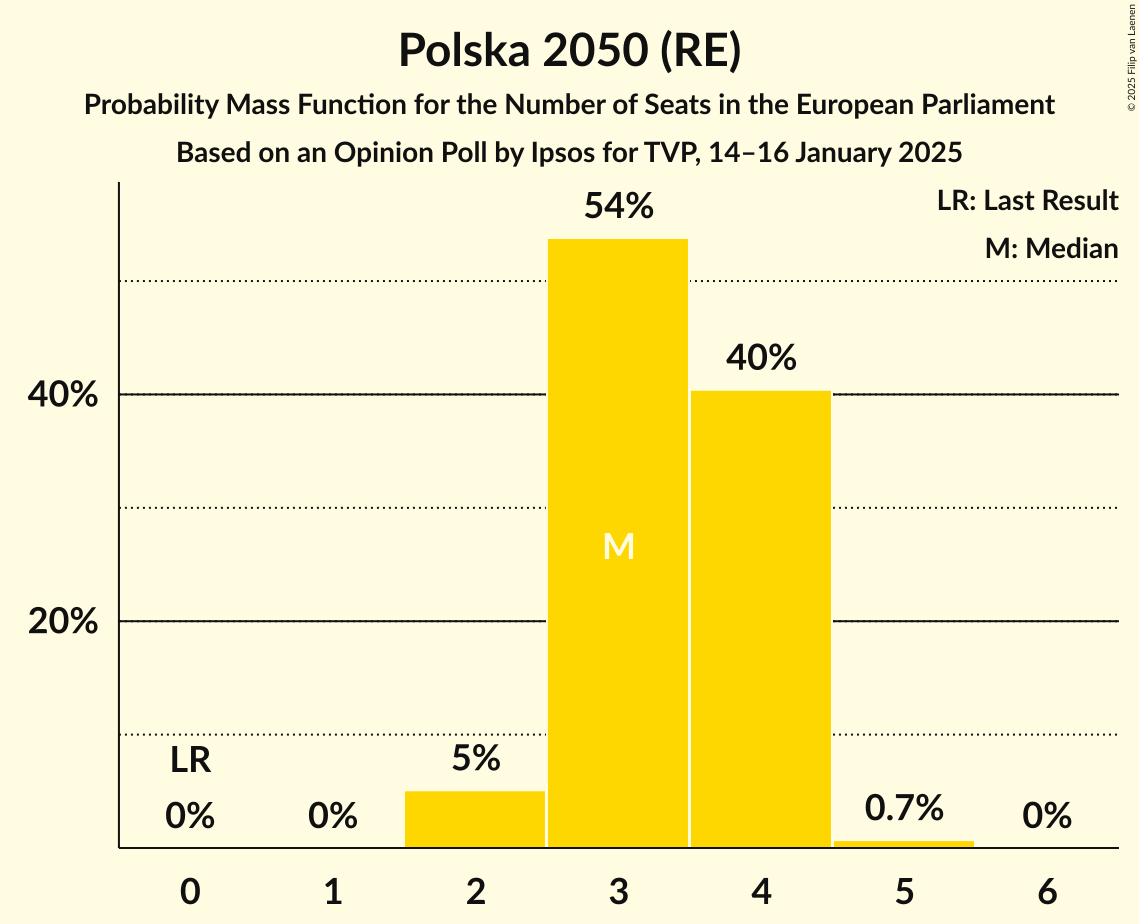 Polska 2050 (RE)
Probability Mass Function for the Number of Seats in the European Parliament
Based on an Opinion Poll by Ipsos for TVP, 14–16 January 2025
© 2025 Filip van Laenen
LR: Last Result
M: Median
54%
40%
40%
M
20%
LR
5%
0%
0%
0.7%
0%
0 1 2 3 4 5 6